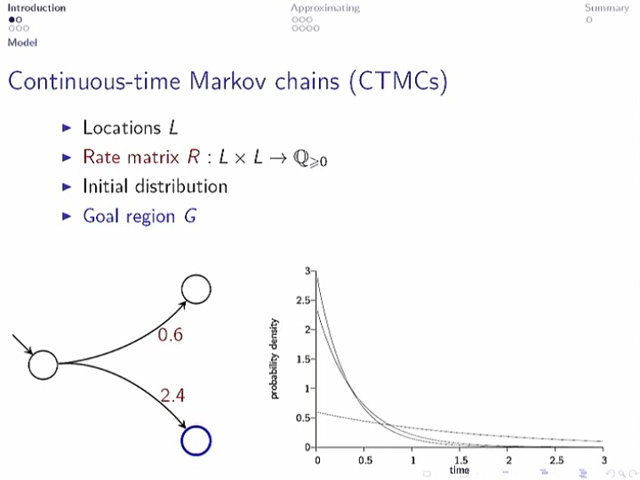 Introduction
Approximating
Summary
Model
Continuous-time Markov chains (CTMCs)
▶ Locations L
▶ Rate matrix R : L × L → ℚ⩾0
▶ Initial distribution
▶ Goal region G
0.6
2.4
probability density
3
2.5
2
1.5
1
0.5
0
0 0.5 1 1.5 2 2.5 3
time